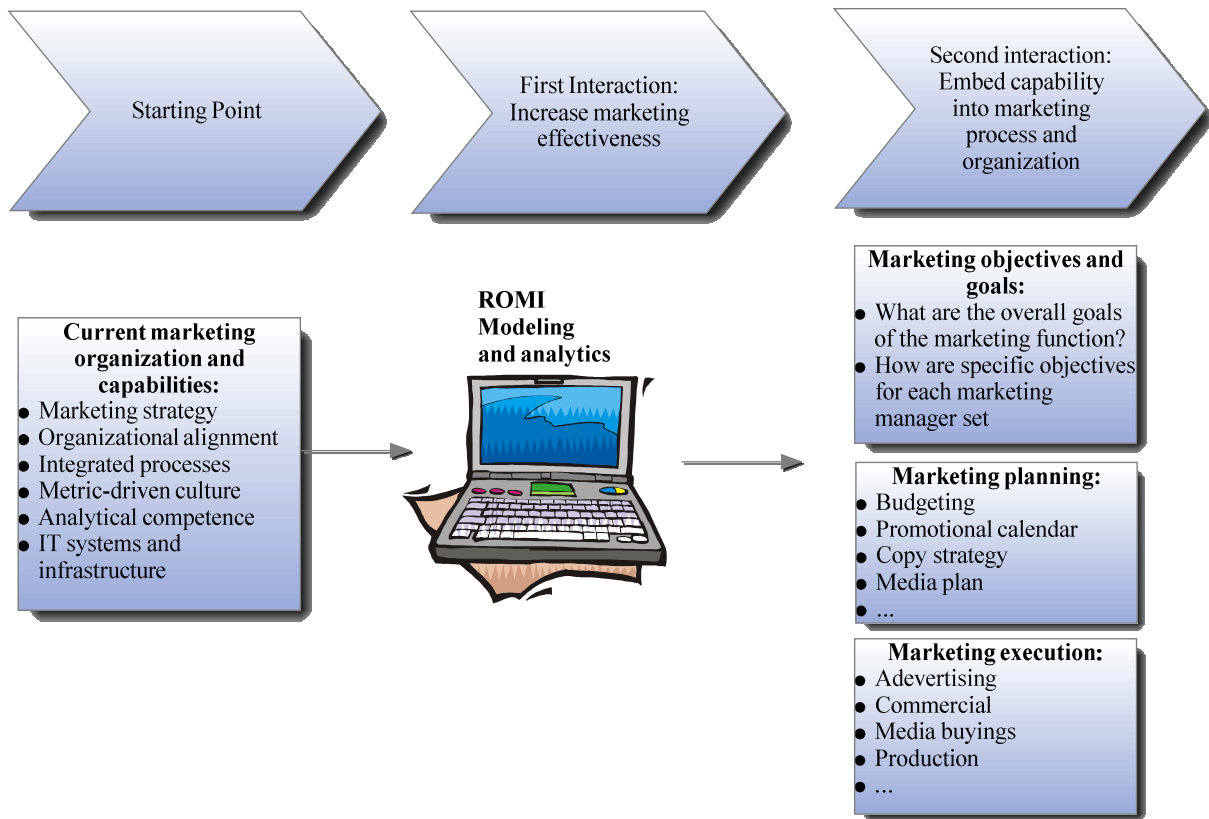 Starting Point
First Interaction:
Increase marketing
effectiveness
Second interaction:
Embed capability
into marketing
process and
organization
Current marketing
organization and
capabilities:
● Marketing strategy
● Organizational alignment
● Integrated processes
● Metric-driven culture
● Analytical competence
● IT systems and
infrastructure
ROMI
Modeling
and analytics
Marketing objectives and
goals:
● What are the overall goals
of the marketing function?
● How are specific objectives
for each marketing
manager set
Marketing planning:
● Budgeting
● Promotional calendar
● Copy strategy
● Media plan
● ...
Marketing execution:
● Adevertising
● Commercial
● Media buyings
● Production
● ...